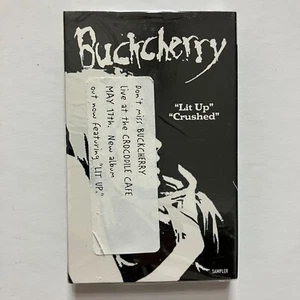 Buckcherry
"Lit Up"
"Crushed"
Don't miss BUCKCHERRY
Live at the CROCODILE CAFE
MAY 17th. New album
out now featuring "LIT UP."
SAMPLER